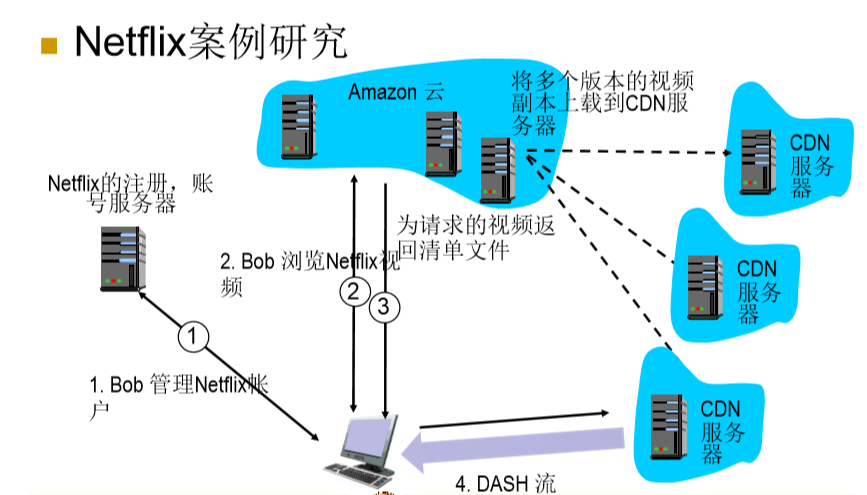 Netflix案例研究
Amazon 云
将多个版本的视频
副本上载到CDN服
务器
CDN
服务
器
Netflix的注册，账
号服务器
为请求的视频返
回清单文件
2. Bob 浏览Netflix视
频
2
3
1
CDN
服务
器
1. Bob 管理Netflix帐
户
CDN
服务
器
4. DASH 流